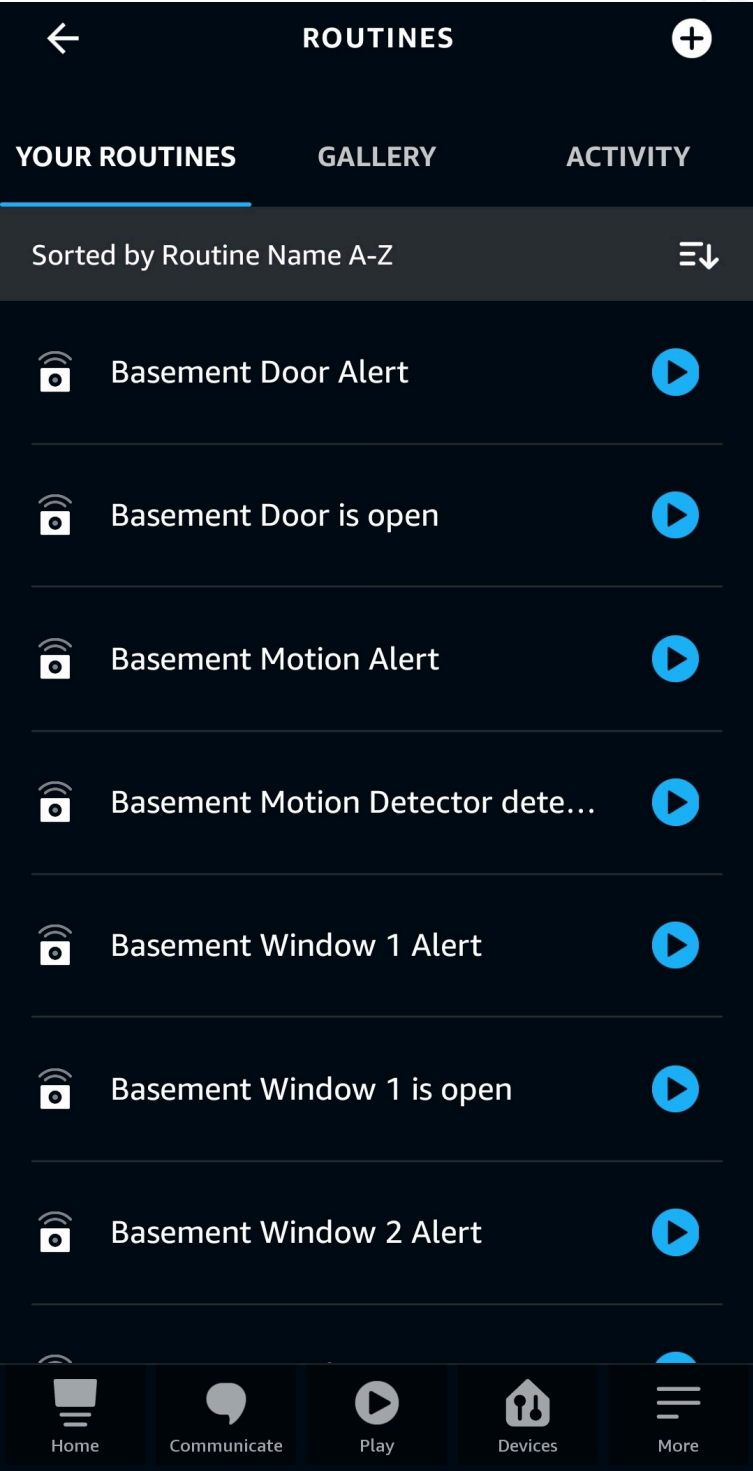 ROUTINES
YOUR ROUTINES GALLERY ACTIVITY
Sorted by Routine Name A-Z
Basement Door Alert
Basement Door is open
Basement Motion Alert
Basement Motion Detector dete...
Basement Window 1 Alert
Basement Window 1 is open
Basement Window 2 Alert
Home Communicate Play Devices More